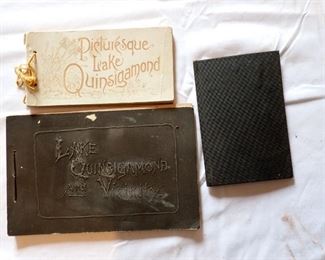 Picturesque
Lake
Quinsigamond
Lake
Quinsigamond
and Vicinity